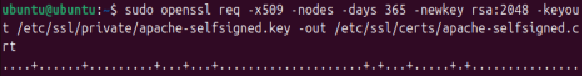 ubuntu@ubuntu:~$ sudo openssl req -x509 -nodes -days 365 -newkey rsa:2048 -keyou
t /etc/ssl/private/apache-selfsigned.key -out /etc/ssl/certs/apache-selfsigned.c
rt
....+......+.........+...+...+....................+.+...+.....+.+...............